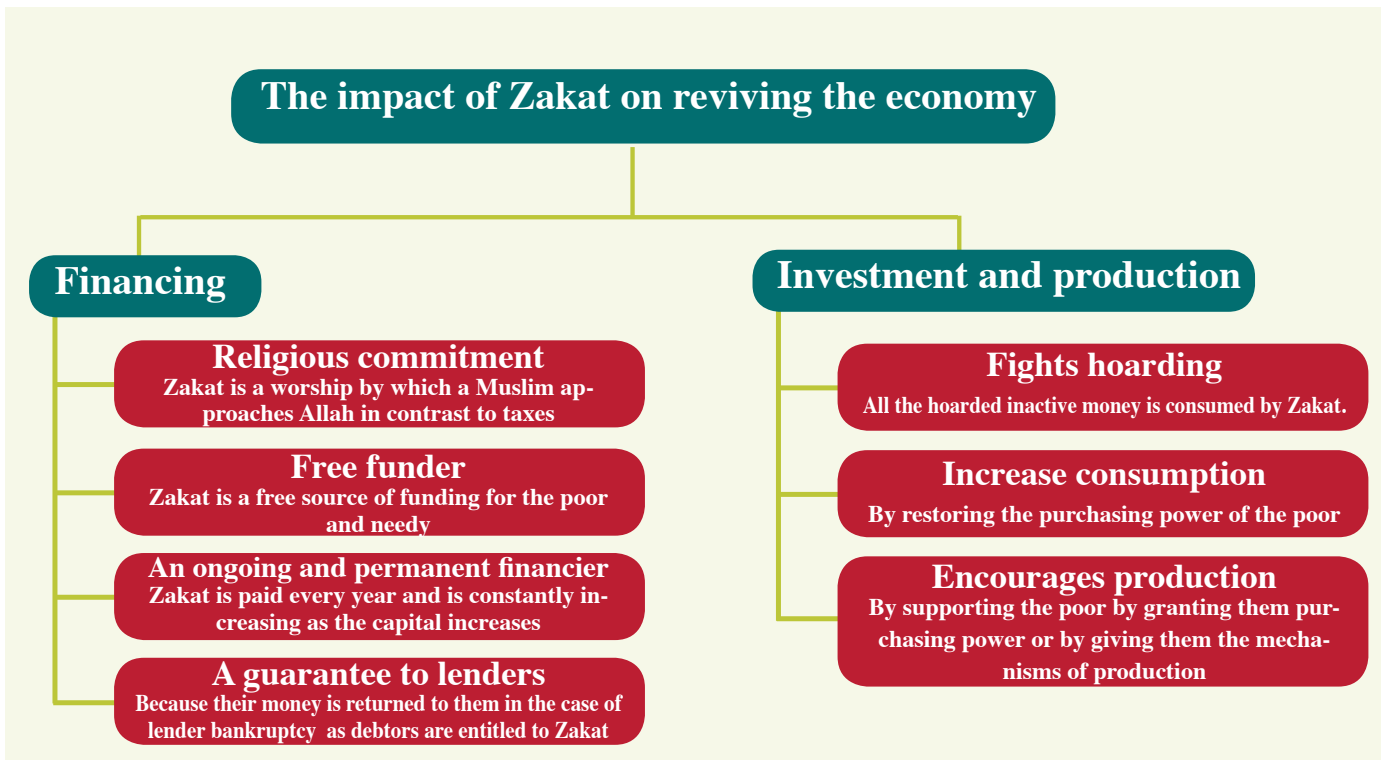 The impact of Zakat on reviving the economy
Financing
Religious commitment
Zakat is a worship by which a Muslim ap-
proaches Allah in contrast to taxes
Free funder
Zakat is a free source of funding for the poor
and needy
An ongoing and permanent financier
Zakat is paid every year and is constantly in-
creasing as the capital increases
A guarantee to lenders
Because their money is returned to them in the case of
lender bankruptcy as debtors are entitled to Zakat
Investment and production
Fights hoarding
All the hoarded inactive money is consumed by Zakat.
Increase consumption
By restoring the purchasing power of the poor
Encourages production
By supporting the poor by granting them pur-
chasing power or by giving them the mecha-
nisms of production